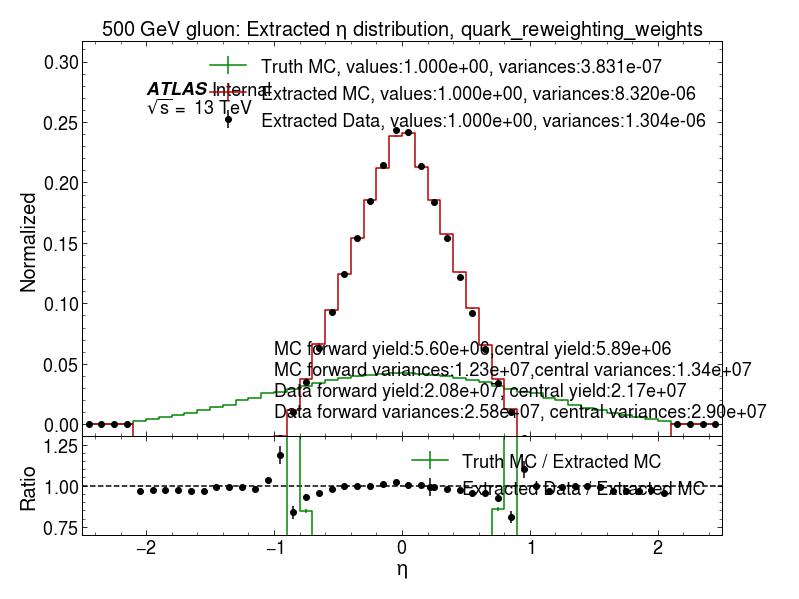 500 GeV gluon: Extracted η distribution, quark_reweighting_weights
Truth MC, values:1.000e+00, variances:3.831e-07
ATLAS Internal
Extracted MC, values:1.000e+00, variances:8.320e-06
√s = 13 TeV
Extracted Data, values:1.000e+00, variances:1.304e-06
Normalized
0.30
0.25
0.20
0.15
0.10
0.05
0.00
MC forward yield:5.60e+06,central yield:5.89e+06
MC forward variances:1.23e+07,central variances:1.34e+07
Data forward yield:2.08e+07, central yield:2.17e+07
Data forward variances:2.58e+07, central variances:2.90e+07
Ratio
1.25
1.00
0.75
Truth MC / Extracted MC
Extracted Data / Extracted MC
−2 −1 0 1 2
η